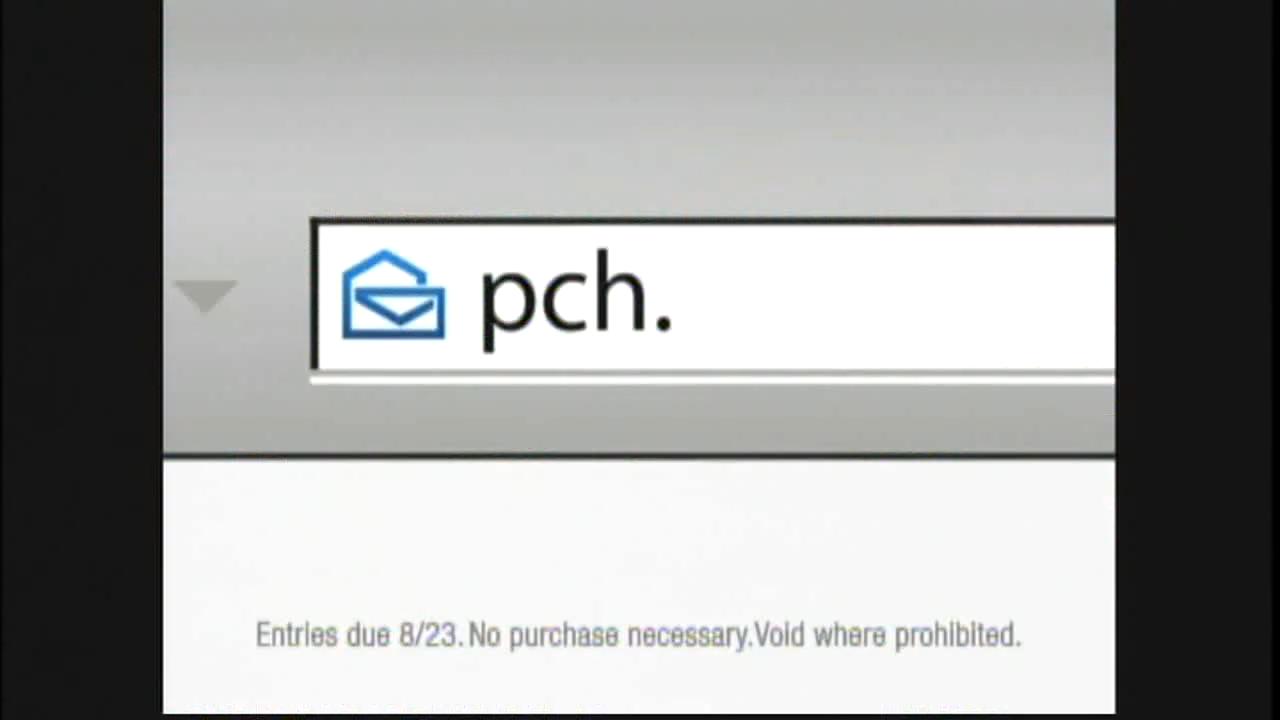 pch.
Entries due 8/23. No purchase necessary. Void where prohibited.